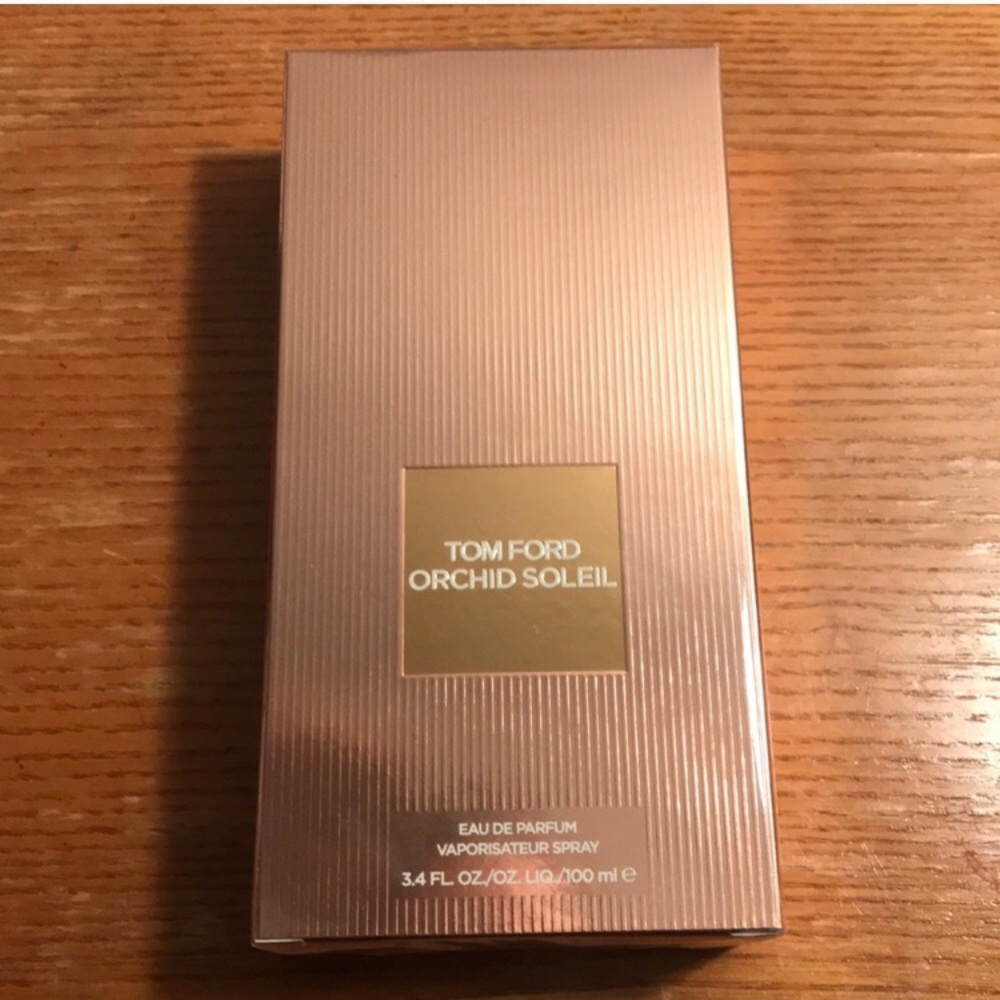 TOM FORD
ORCHID SOLEIL
EAU DE PARFUM
VAPORISATEUR SPRAY
3.4 FL. OZ./OZ. LIQ./100 ml ℮